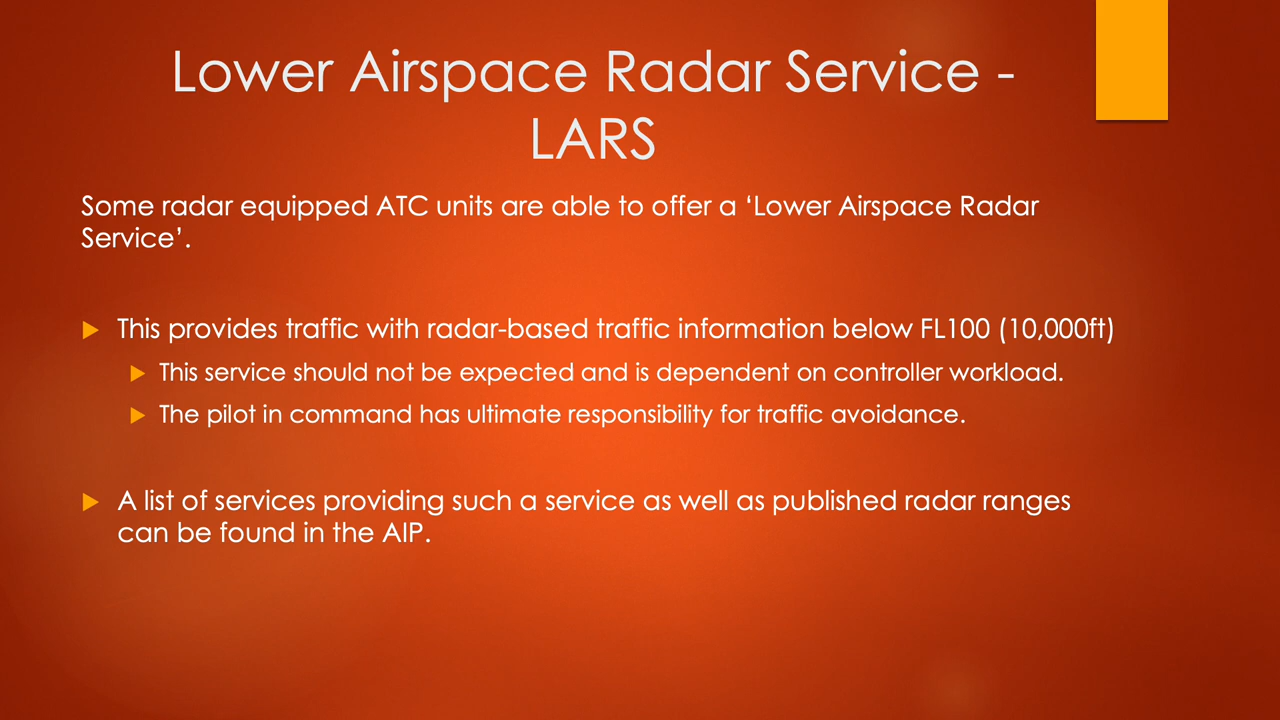 Lower Airspace Radar Service -
LARS
Some radar equipped ATC units are able to offer a ‘Lower Airspace Radar
Service’.
This provides traffic with radar-based traffic information below FL100 (10,000ft)
This service should not be expected and is dependent on controller workload.
The pilot in command has ultimate responsibility for traffic avoidance.
A list of services providing such a service as well as published radar ranges
can be found in the AIP.